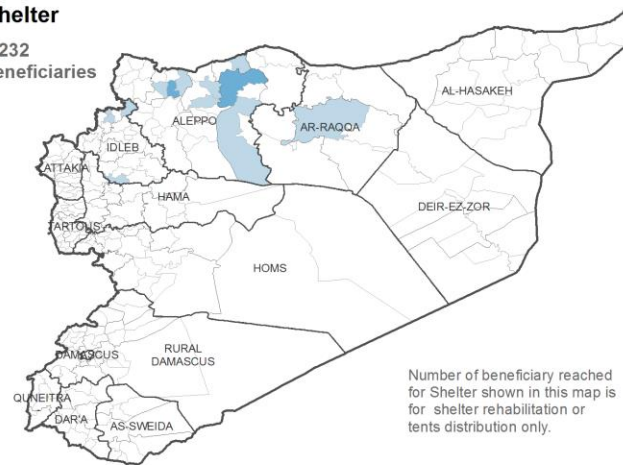 helter
232
eneficiaries
AL-HASAKEH
ALEPPO
AR-RAQQA
IDLEB
ATTAKIA
HAMA
DEIR-EZ-ZOR
TARTOUS
HOMS
DAMASCUS
RURAL
DAMASCUS
QUNEITRA
DAR'A
AS-SWEIDA
Number of beneficiary reached
for Shelter shown in this map is
for shelter rehabilitation or
tents distribution only.